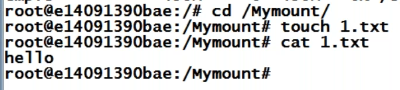 root@e14091390bae:/# cd /Mymount/
root@e14091390bae:/Mymount# touch 1.txt
root@e14091390bae:/Mymount# cat 1.txt
hello
root@e14091390bae:/Mymount#